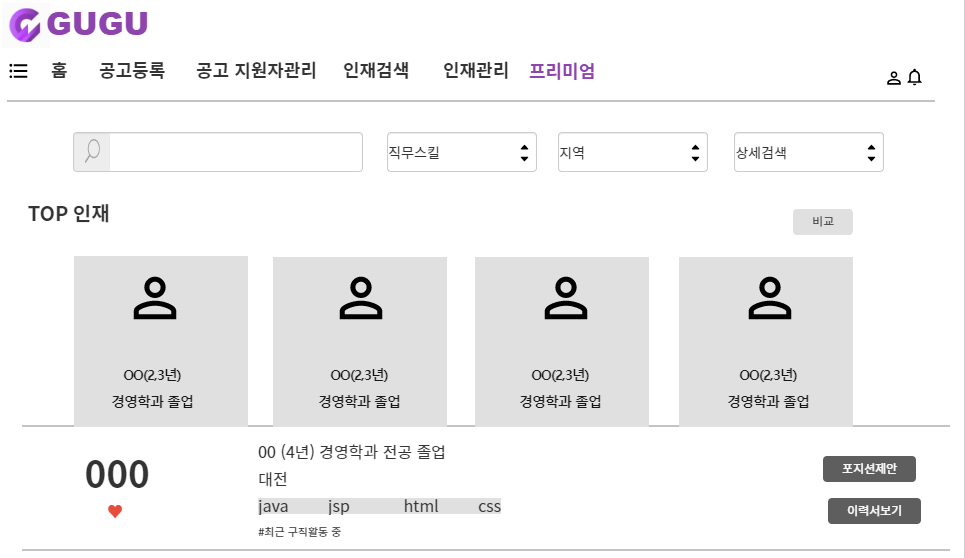 GUGU
홈 공고등록 공고 지원자관리 인재검색 인재관리 프리미엄
직무스킬 지역 상세검색
TOP 인재
비교
OO(2,3년) OO(2,3년) OO(2,3년) OO(2,3년)
경영학과 졸업 경영학과 졸업 경영학과 졸업 경영학과 졸업
00 (4년) 경영학과 전공 졸업
000
포지션제안
대전
java jsp html css
이력서보기
#최근 구직활동 중